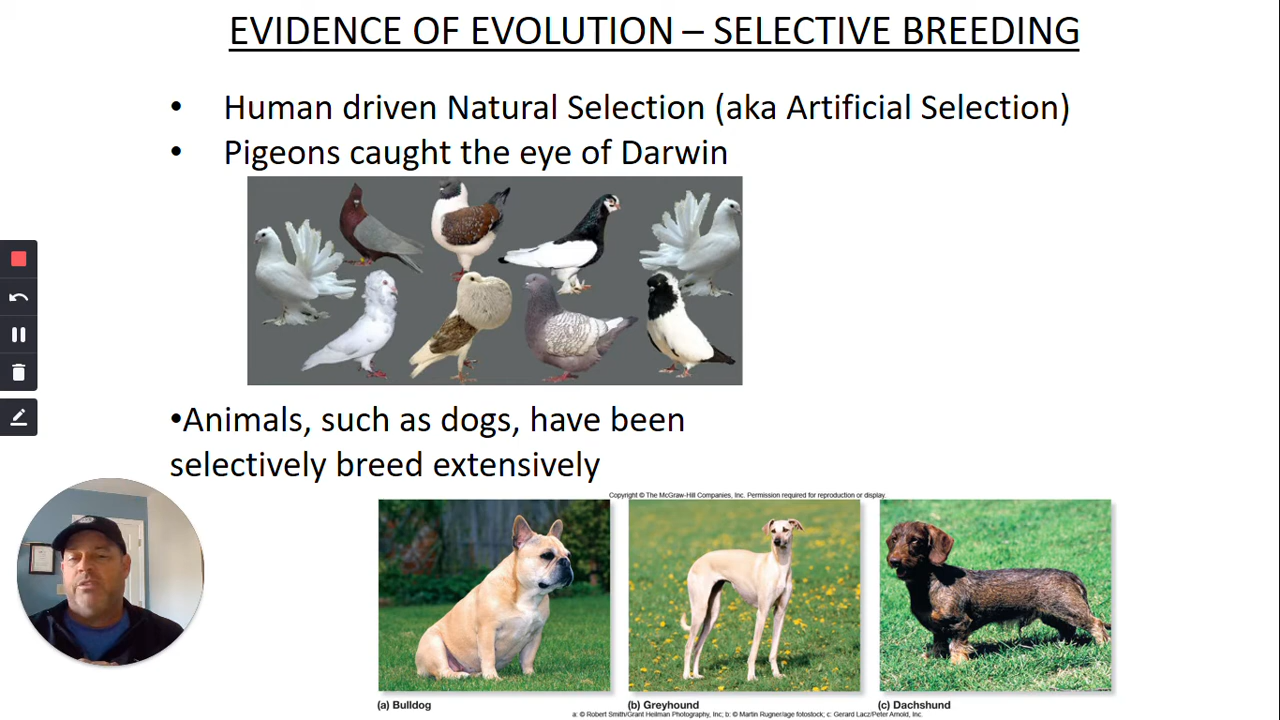 EVIDENCE OF EVOLUTION – SELECTIVE BREEDING
• Human driven Natural Selection (aka Artificial Selection)
• Pigeons caught the eye of Darwin
•Animals, such as dogs, have been
selectively breed extensively
Copyright © The McGraw-Hill Companies, Inc. Permission required for reproduction or display.
(a) Bulldog
(b) Greyhound
(c) Dachshund
a: © Robert Smith/Grant Heilman Photography, Inc; b: © Martin Rugner/age fotostock; c: Gerard Lacz/Peter Arnold, Inc.